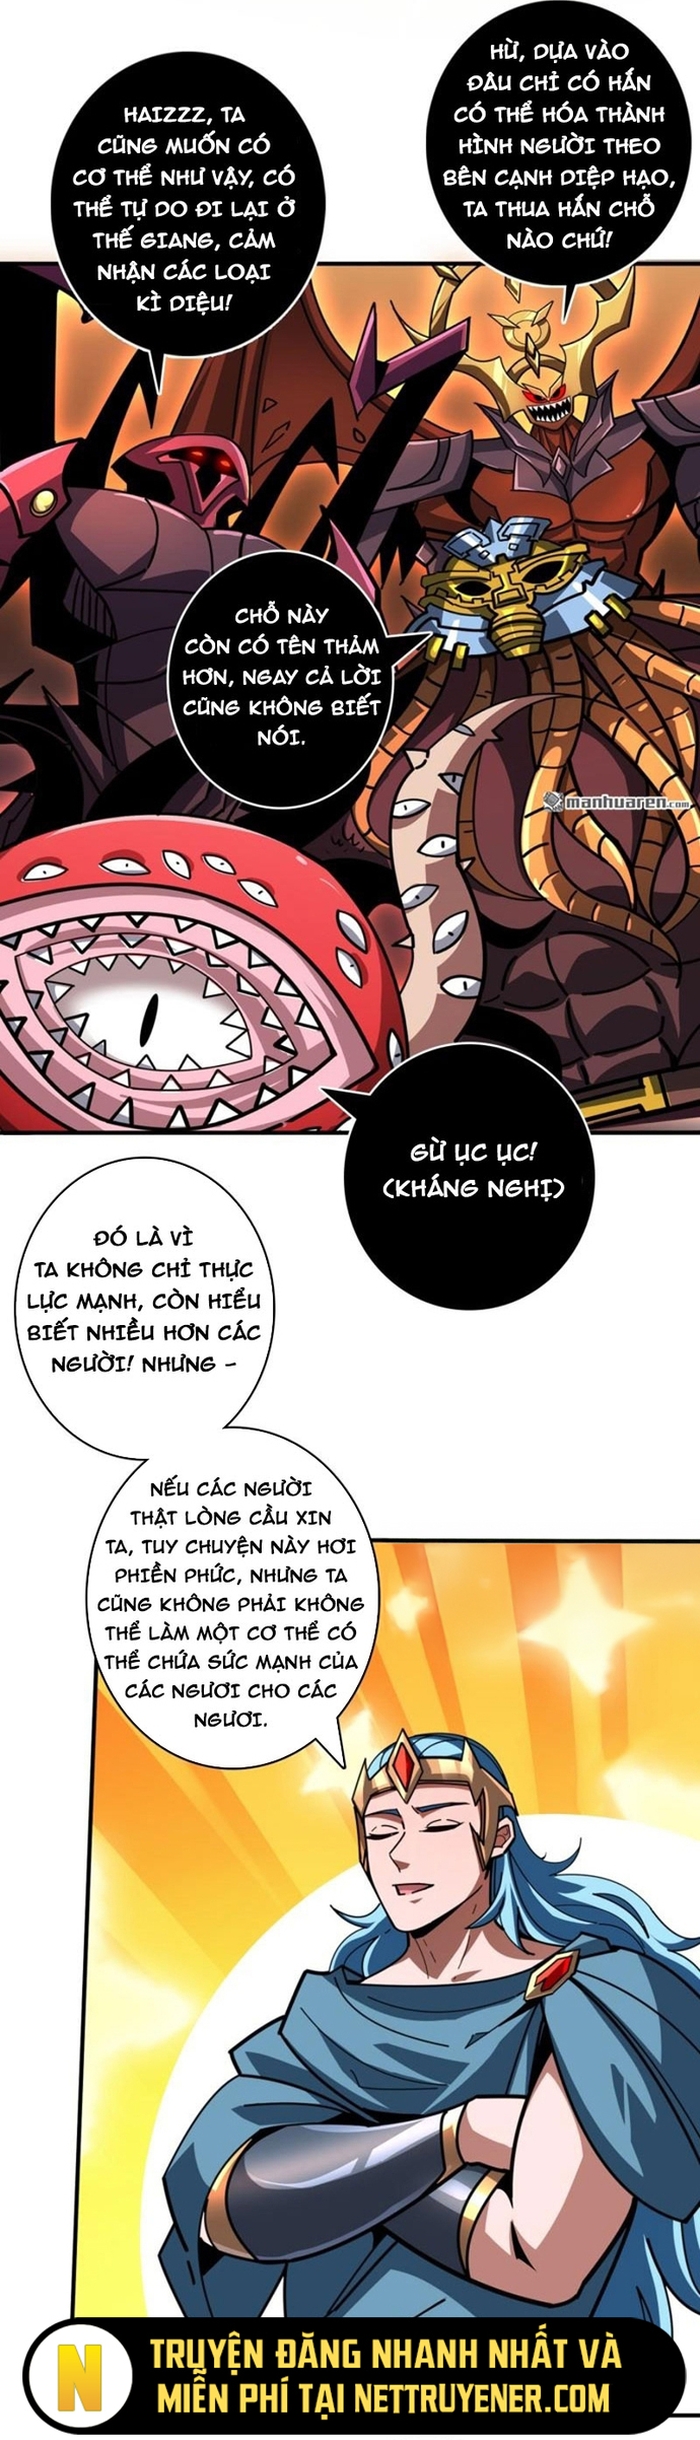 HỪ, DỰA VÀO
ĐÂU CHỈ CÓ HẮN
CÓ THỂ HÓA THÀNH
HÌNH NGƯỜI THEO
BÊN CẠNH DIỆP HẠO,
TA THUA HẮN CHỖ
NÀO CHỨ!
HAIZZZ, TA
CŨNG MUỐN CÓ
CƠ THỂ NHƯ VẬY, CÓ
THỂ TỰ DO ĐI LẠI Ở
THẾ GIANG, CẢM
NHẬN CÁC LOẠI
KÌ DIỆU!
CHỖ NÀY
CÒN CÓ TÊN THẢM
HƠN, NGAY CẢ LỜI
CŨNG KHÔNG BIẾT
NÓI.
manhuaren.com
GỪ ỤC ỤC!
(KHÁNG NGHỊ)
ĐÓ LÀ VÌ
TA KHÔNG CHỈ THỰC
LỰC MẠNH, CÒN HIỂU
BIẾT NHIỀU HƠN CÁC
NGƯỜI! NHƯNG -
NẾU CÁC NGƯỜI
THẬT LÒNG CẦU XIN
TA, TUY CHUYỆN NÀY HƠI
PHIỀN PHỨC, NHƯNG TA
CŨNG KHÔNG PHẢI KHÔNG
THỂ LÀM MỘT CƠ THỂ CÓ
THỂ CHỨA SỨC MẠNH CỦA
CÁC NGƯƠI CHO CÁC
NGƯƠI.
N
TRUYỆN ĐĂNG NHANH NHẤT VÀ
MIỄN PHÍ TẠI NETTRUYENER.COM